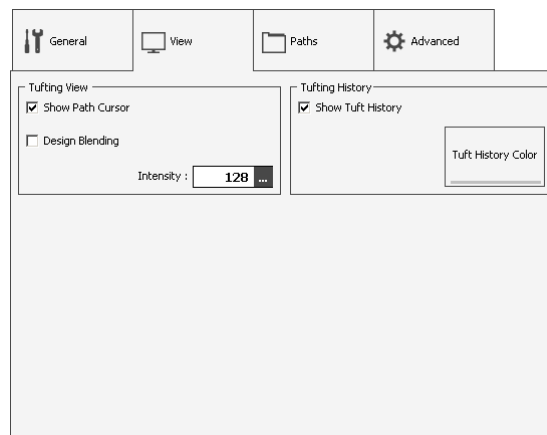 General
View
Paths
Advanced
Tufting View
Show Path Cursor
Design Blending
Intensity : 128 ...
Tufting History
Show Tuft History
Tuft History Color